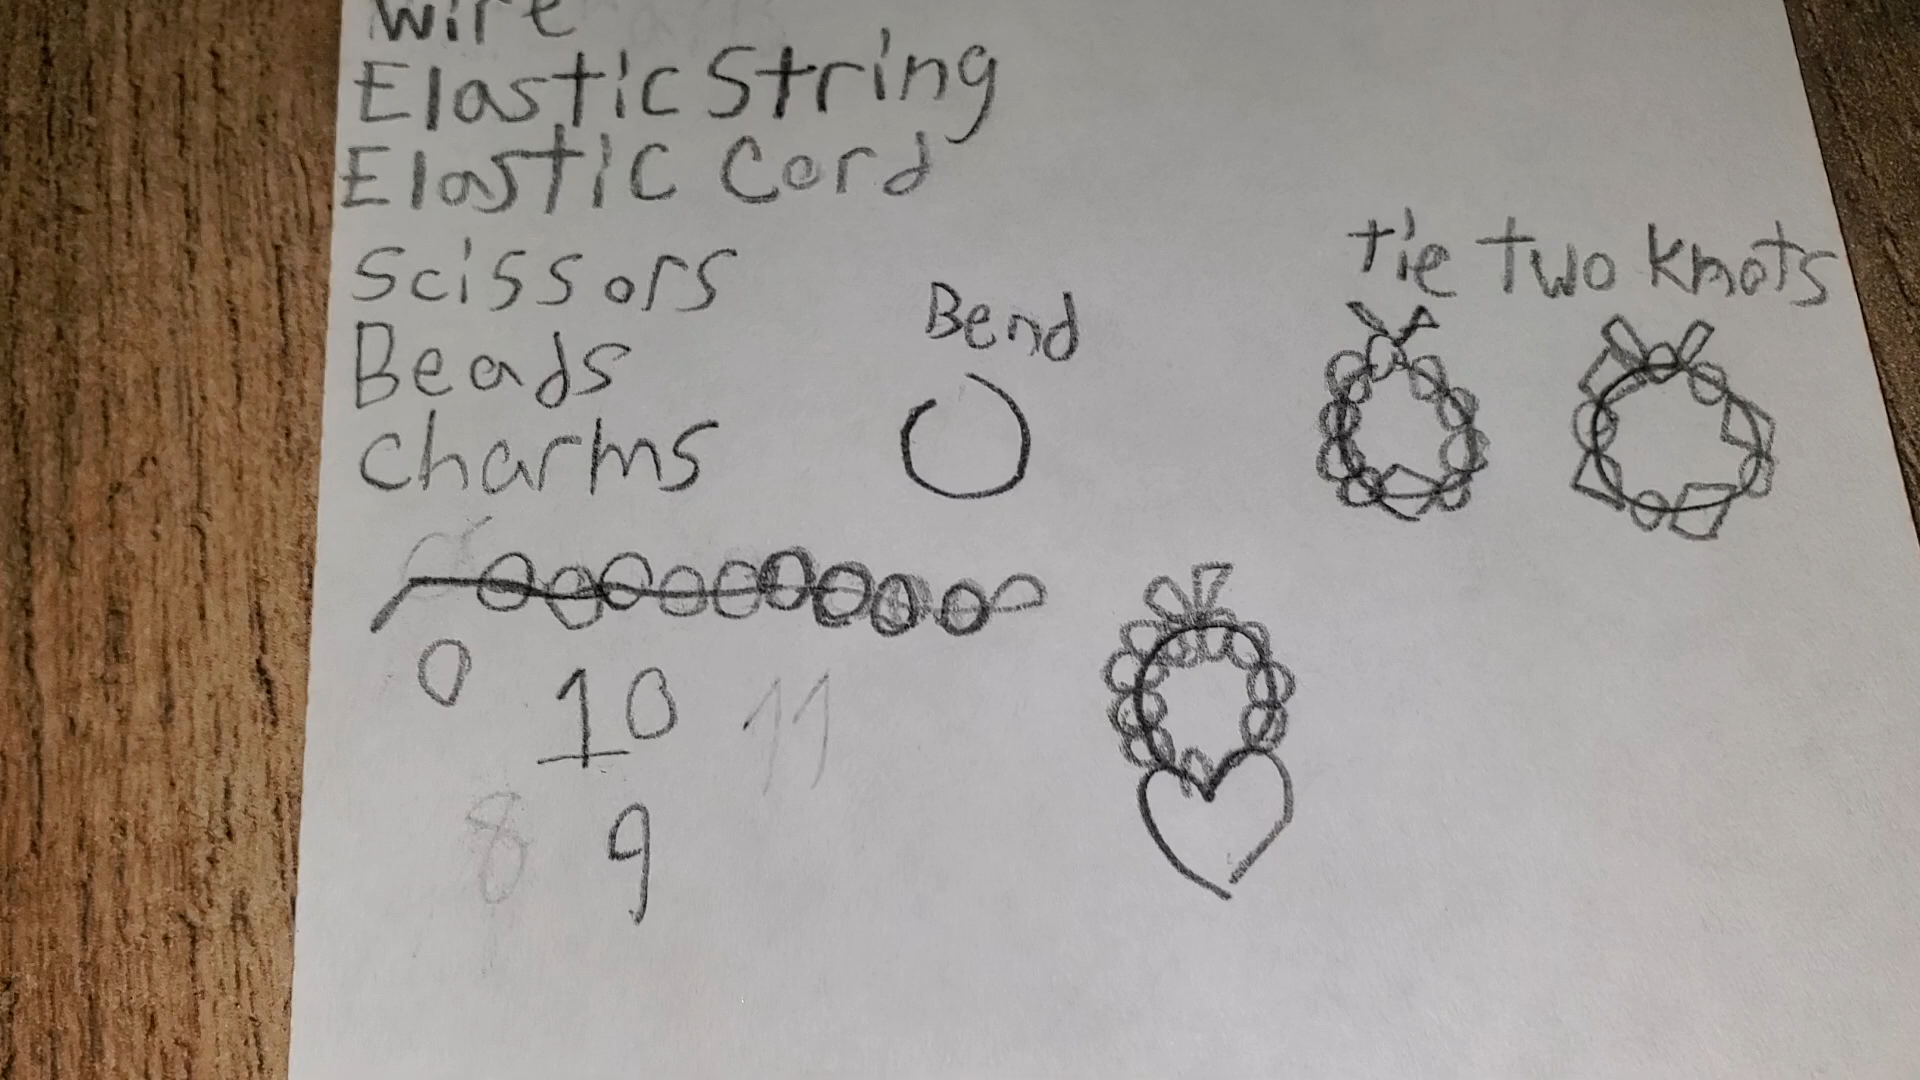 wire
Elastic String
Elastic Cord
Scissors
Beads
charms
Bend
tie two knots
0
10
11
8
9